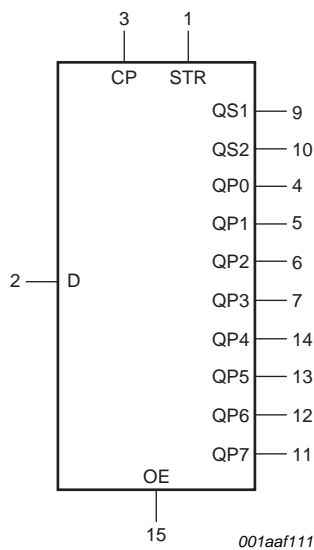 3 1
CP STR
QS1 9
QS2 10
QP0 4
QP1 5
QP2 6
2 D
QP3 7
QP4 14
QP5 13
QP6 12
QP7 11
OE
15
001aaf111